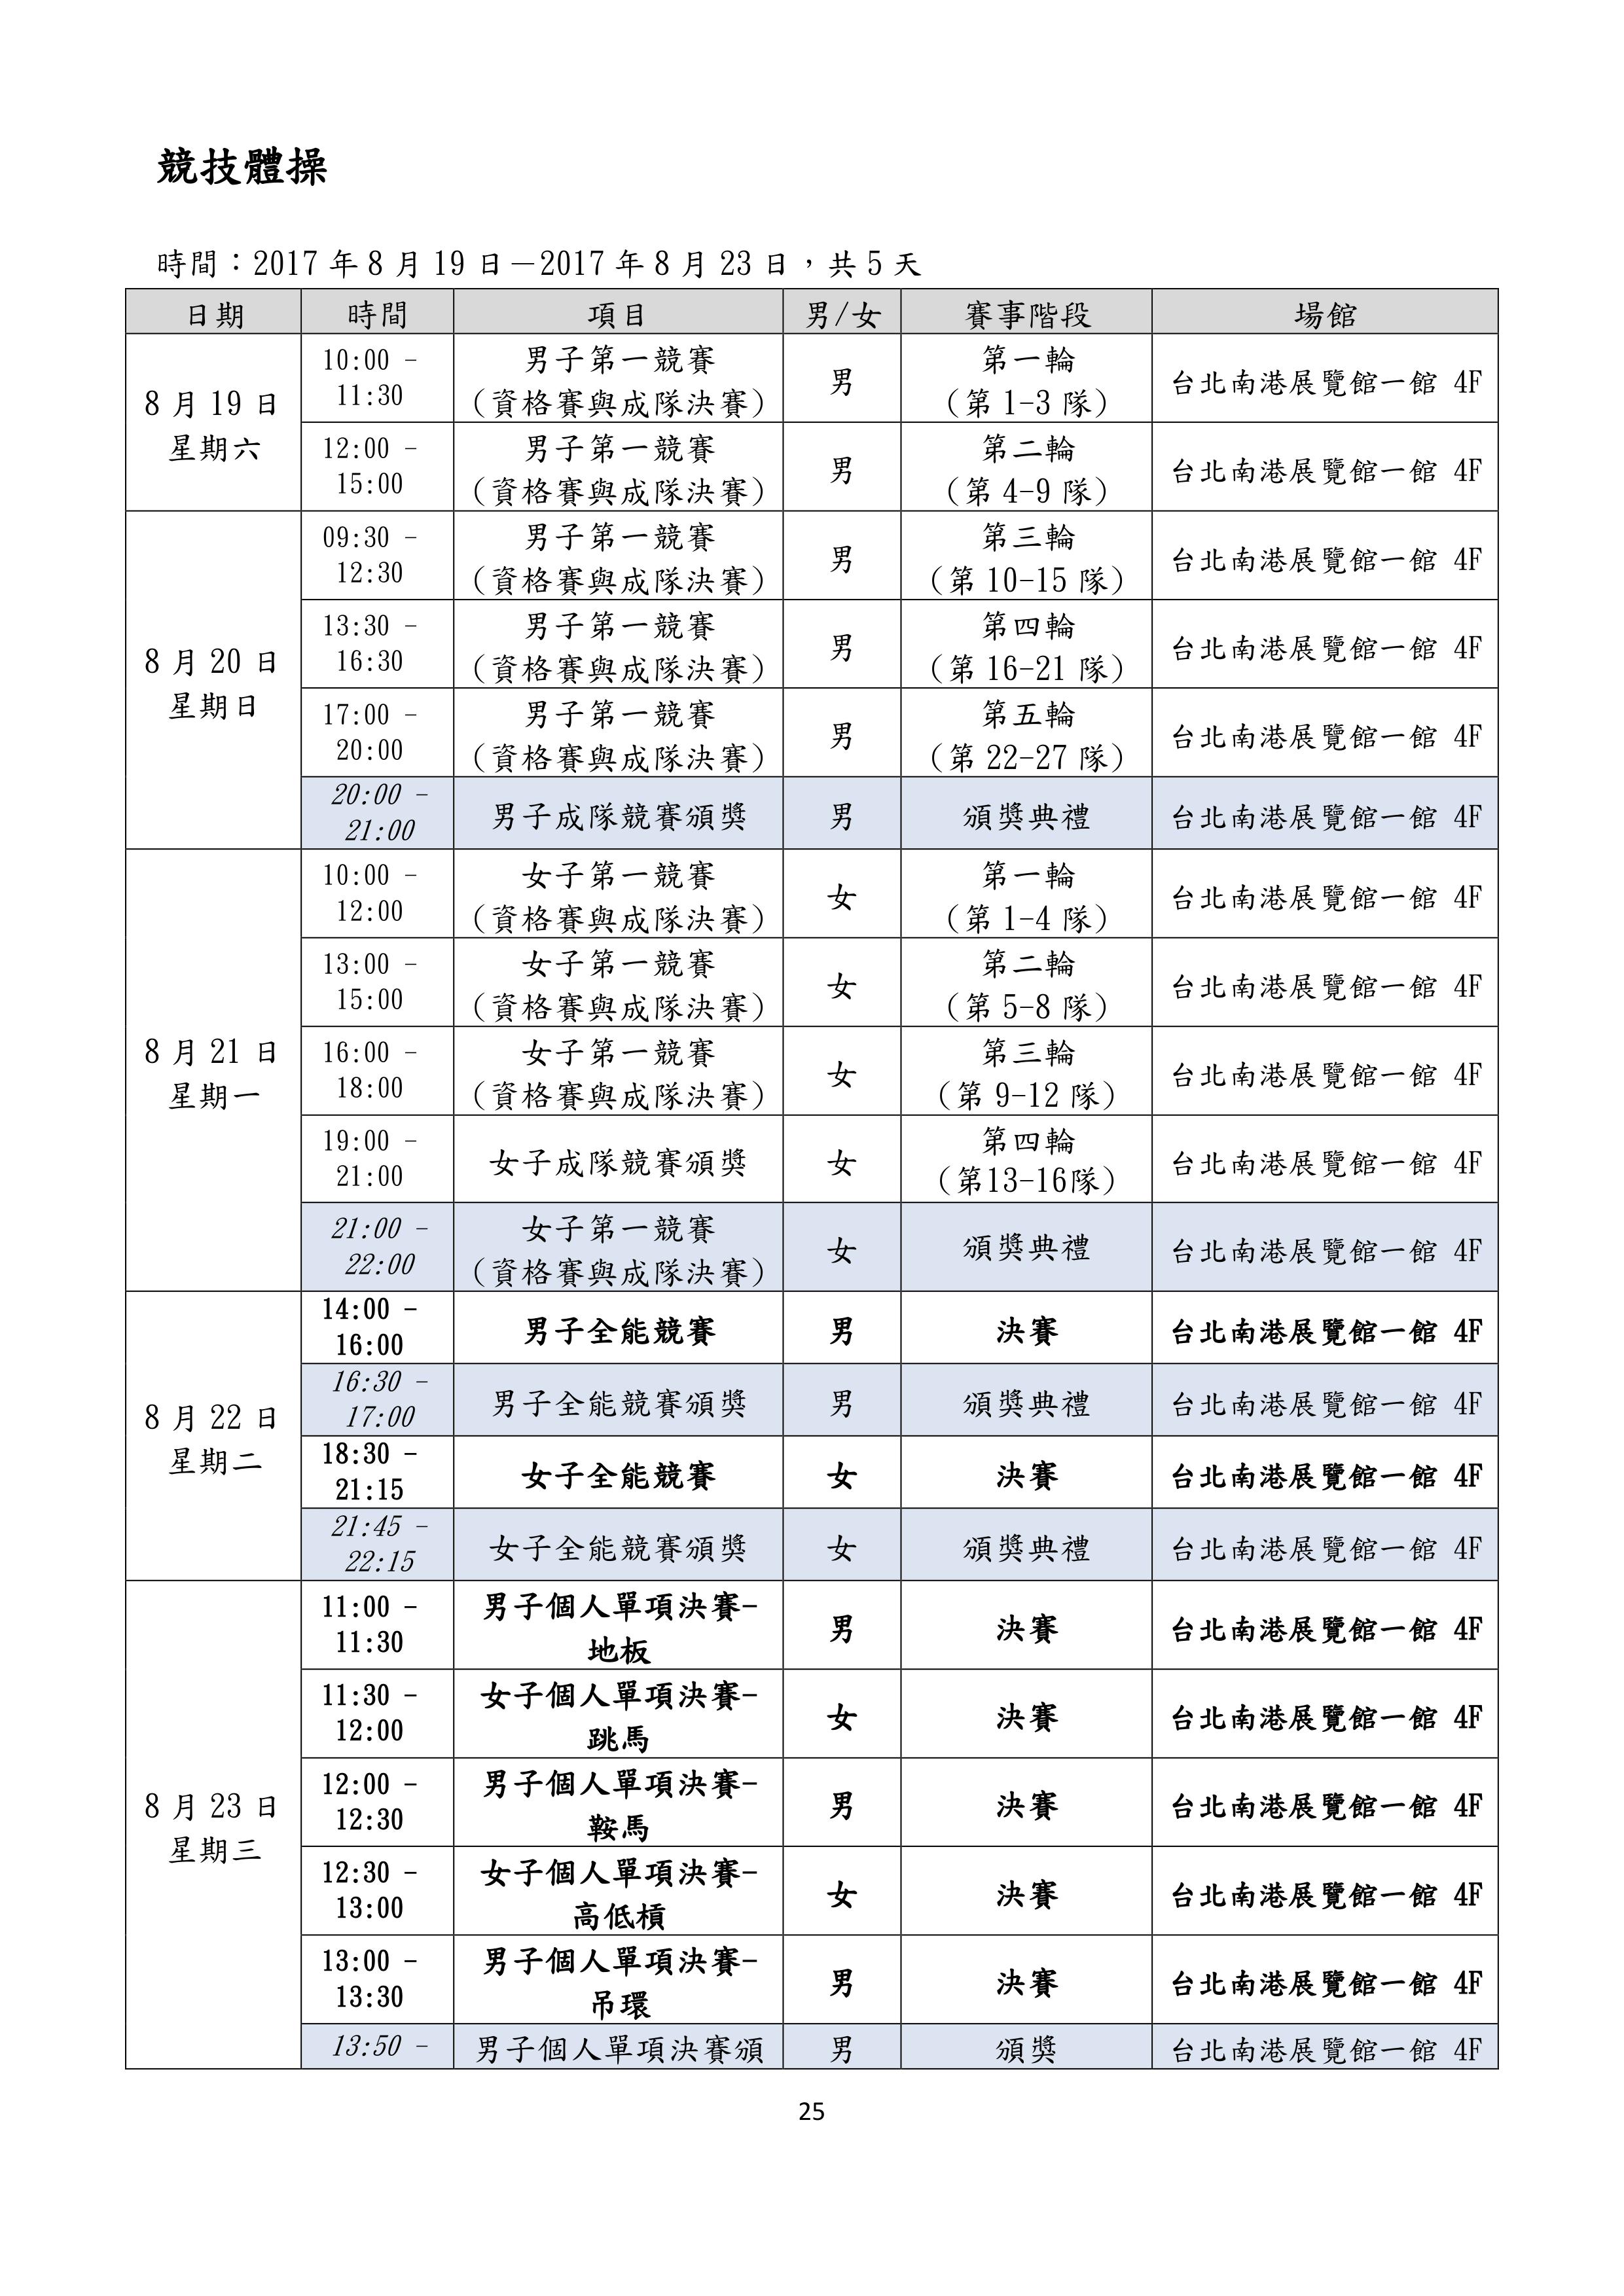 競技體操
時間：2017 年 8 月 19 日－2017 年 8 月 23 日，共 5 天
日期 時間 項目 男/女 賽事階段 場館
8 月 19 日
星期六
10:00 -
11:30
男子第一競賽
（資格賽與成隊決賽）
男
第一輪
（第 1-3 隊）
台北南港展覽館一館 4F
12:00 -
15:00
男子第一競賽
（資格賽與成隊決賽）
男
第二輪
（第 4-9 隊）
台北南港展覽館一館 4F
8 月 20 日
星期日
09:30 -
12:30
男子第一競賽
（資格賽與成隊決賽）
男
第三輪
（第 10-15 隊）
台北南港展覽館一館 4F
13:30 -
16:30
男子第一競賽
（資格賽與成隊決賽）
男
第四輪
（第 16-21 隊）
台北南港展覽館一館 4F
17:00 -
20:00
男子第一競賽
（資格賽與成隊決賽）
男
第五輪
（第 22-27 隊）
台北南港展覽館一館 4F
20:00 -
21:00
男子成隊競賽頒獎
男
頒獎典禮
台北南港展覽館一館 4F
8 月 21 日
星期一
10:00 -
12:00
女子第一競賽
（資格賽與成隊決賽）
女
第一輪
（第 1-4 隊）
台北南港展覽館一館 4F
13:00 -
15:00
女子第一競賽
（資格賽與成隊決賽）
女
第二輪
（第 5-8 隊）
台北南港展覽館一館 4F
16:00 -
18:00
女子第一競賽
（資格賽與成隊決賽）
女
第三輪
（第 9-12 隊）
台北南港展覽館一館 4F
19:00 -
21:00
女子成隊競賽頒獎
女
第四輪
（第13-16隊）
台北南港展覽館一館 4F
21:00 -
22:00
女子第一競賽
（資格賽與成隊決賽）
女
頒獎典禮
台北南港展覽館一館 4F
8 月 22 日
星期二
14:00 -
16:00
男子全能競賽
男
決賽
台北南港展覽館一館 4F
16:30 -
17:00
男子全能競賽頒獎
男
頒獎典禮
台北南港展覽館一館 4F
18:30 -
21:15
女子全能競賽
女
決賽
台北南港展覽館一館 4F
21:45 -
22:15
女子全能競賽頒獎
女
頒獎典禮
台北南港展覽館一館 4F
8 月 23 日
星期三
11:00 -
11:30
男子個人單項決賽-
地板
男
決賽
台北南港展覽館一館 4F
11:30 -
12:00
女子個人單項決賽-
跳馬
女
決賽
台北南港展覽館一館 4F
12:00 -
12:30
男子個人單項決賽-
鞍馬
男
決賽
台北南港展覽館一館 4F
12:30 -
13:00
女子個人單項決賽-
高低槓
女
決賽
台北南港展覽館一館 4F
13:00 -
13:30
男子個人單項決賽-
吊環
男
決賽
台北南港展覽館一館 4F
13:50 -
男子個人單項決賽頒
男
頒獎
台北南港展覽館一館 4F
25